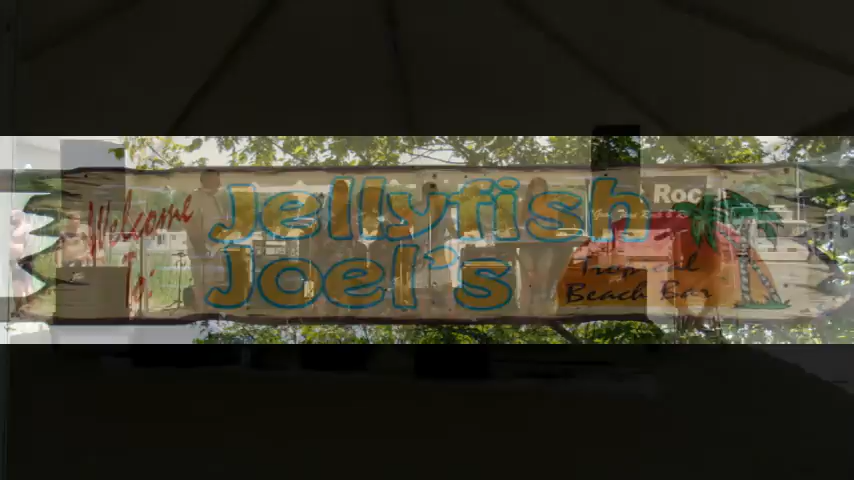 Welcome
To:
Jellyfish
Joel's
Tropical
Beach Bar
Roc